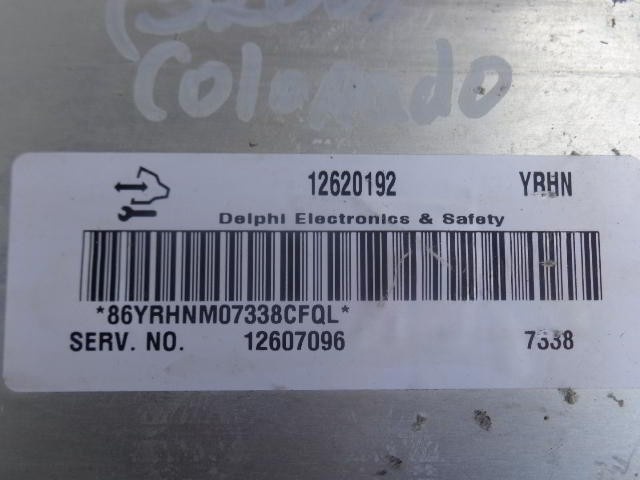 Colorado
12620192 YRHN
Delphi Electronics & Safety
*86YRHNM07338CFQL*
SERV. NO. 12607096 7338